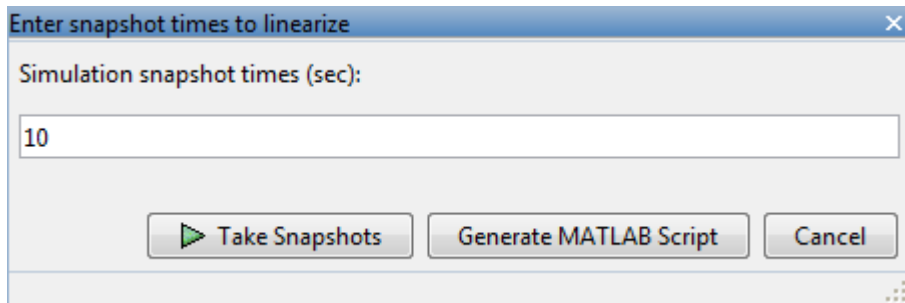 Enter snapshot times to linearize
Simulation snapshot times (sec):
10
Take Snapshots Generate MATLAB Script Cancel